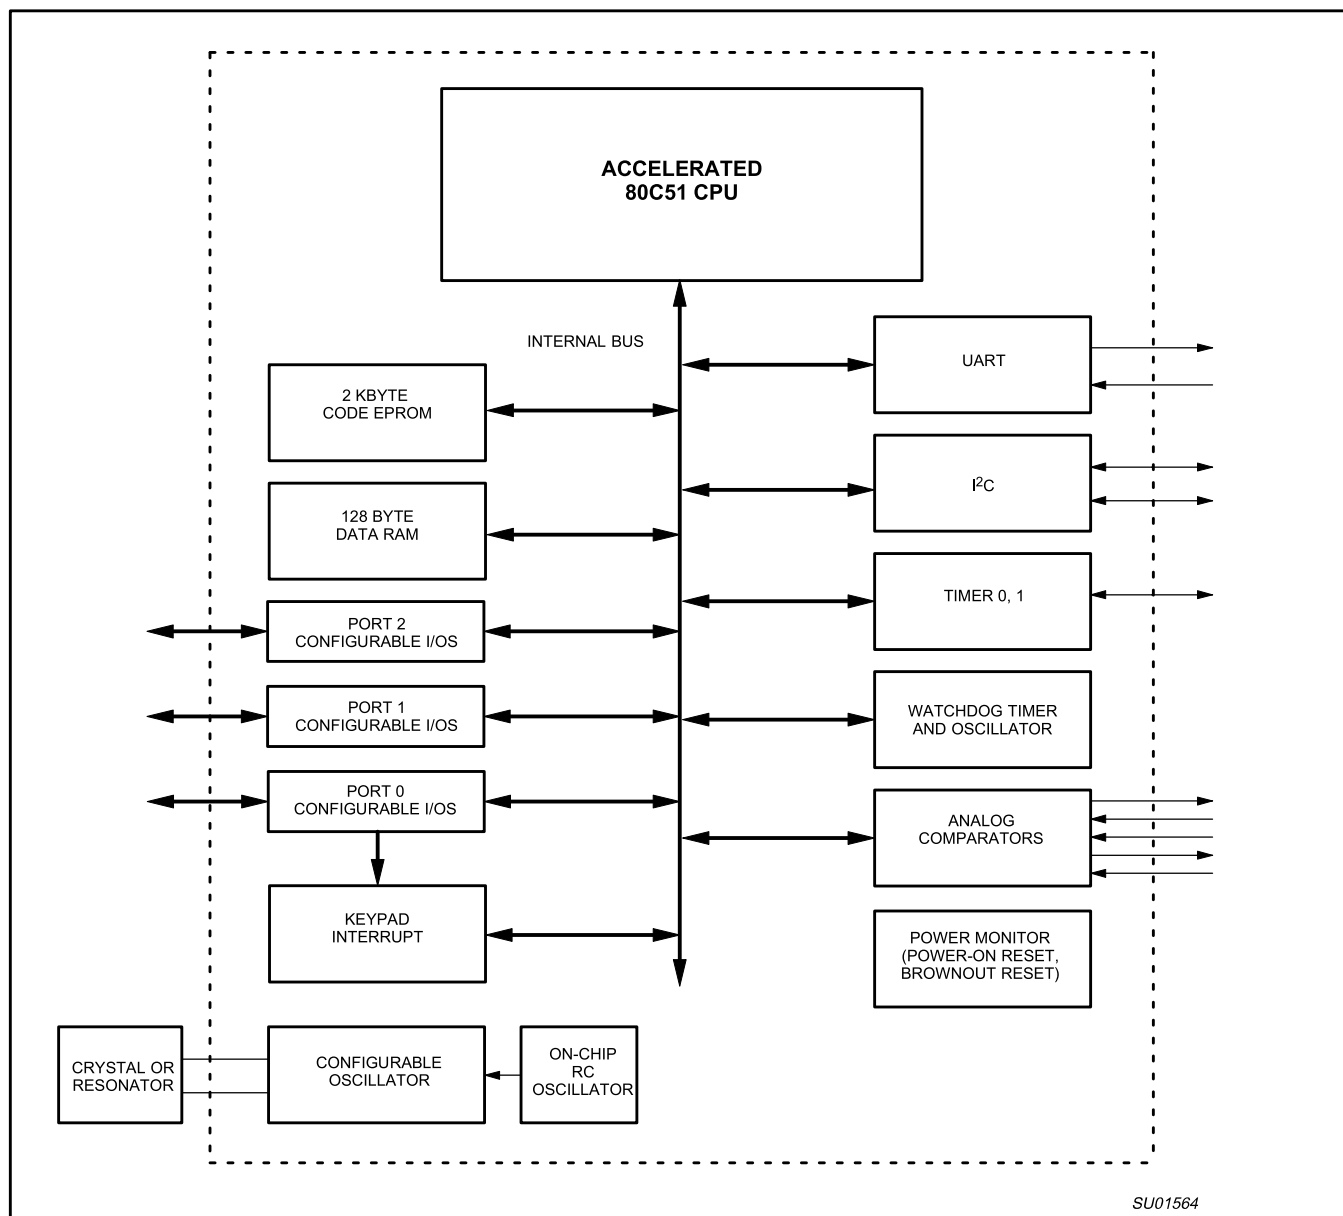 ACCELERATED
80C51 CPU
INTERNAL BUS
2 KBYTE
CODE EPROM
128 BYTE
DATA RAM
PORT 2
CONFIGURABLE I/OS
PORT 1
CONFIGURABLE I/OS
PORT 0
CONFIGURABLE I/OS
KEYPAD
INTERRUPT
CRYSTAL OR
RESONATOR
CONFIGURABLE
OSCILLATOR
ON-CHIP
RC
OSCILLATOR
UART
I²C
TIMER 0, 1
WATCHDOG TIMER
AND OSCILLATOR
ANALOG
COMPARATORS
POWER MONITOR
(POWER-ON RESET,
BROWNOUT RESET)
SU01564